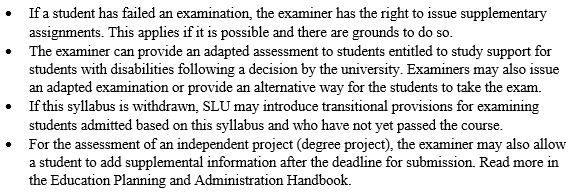 • If a student has failed an examination, the examiner has the right to issue supplementary
assignments. This applies if it is possible and there are grounds to do so.
• The examiner can provide an adapted assessment to students entitled to study support for
students with disabilities following a decision by the university. Examiners may also issue
an adapted examination or provide an alternative way for the students to take the exam.
• If this syllabus is withdrawn, SLU may introduce transitional provisions for examining
students admitted based on this syllabus and who have not yet passed the course.
• For the assessment of an independent project (degree project), the examiner may also allow
a student to add supplemental information after the deadline for submission. Read more in
the Education Planning and Administration Handbook.